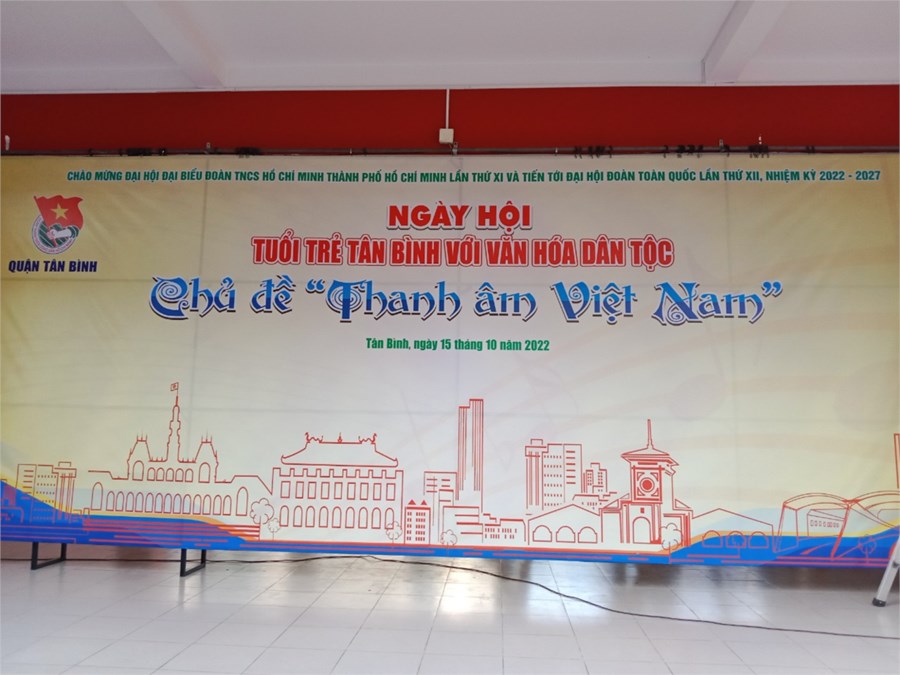 CHÀO MỪNG ĐẠI HỘI ĐẠI BIỂU ĐOÀN TNCS HỒ CHÍ MINH THÀNH PHỐ HỒ CHÍ MINH LẦN THỨ XI VÀ TIẾN TỚI ĐẠI HỘI ĐOÀN TOÀN QUỐC LẦN THỨ XII, NHIỆM KỲ 2022 - 2027
NGÀY HỘI
TUỔI TRẺ TÂN BÌNH VỚI VĂN HÓA DÂN TỘC
QUẬN TÂN BÌNH
Chủ đề "Thanh âm Việt Nam"
Tân Bình, ngày 15 tháng 10 năm 2022